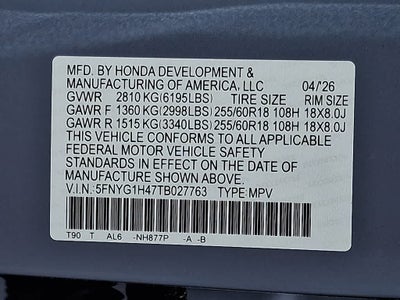 MFD. BY HONDA DEVELOPMENT &
MANUFACTURING OF AMERICA, LLC 04/'26
GVWR 2810 KG(6195LBS) TIRE SIZE RIM SIZE
GAWR F 1360 KG(2998LBS) 255/60R18 108H 18X8.0J
GAWR R 1515 KG(3340LBS) 255/60R18 108H 18X8.0J
THIS VEHICLE CONFORMS TO ALL APPLICABLE
FEDERAL MOTOR VEHICLE SAFETY STANDARDS
IN EFFECT ON THE DATE OF
MANUFACTURE SHOWN ABOVE.
V.I.N.:5FNYG1H47TB027763 TYPE:MPV
T90 T AL6 -NH877P -A -B